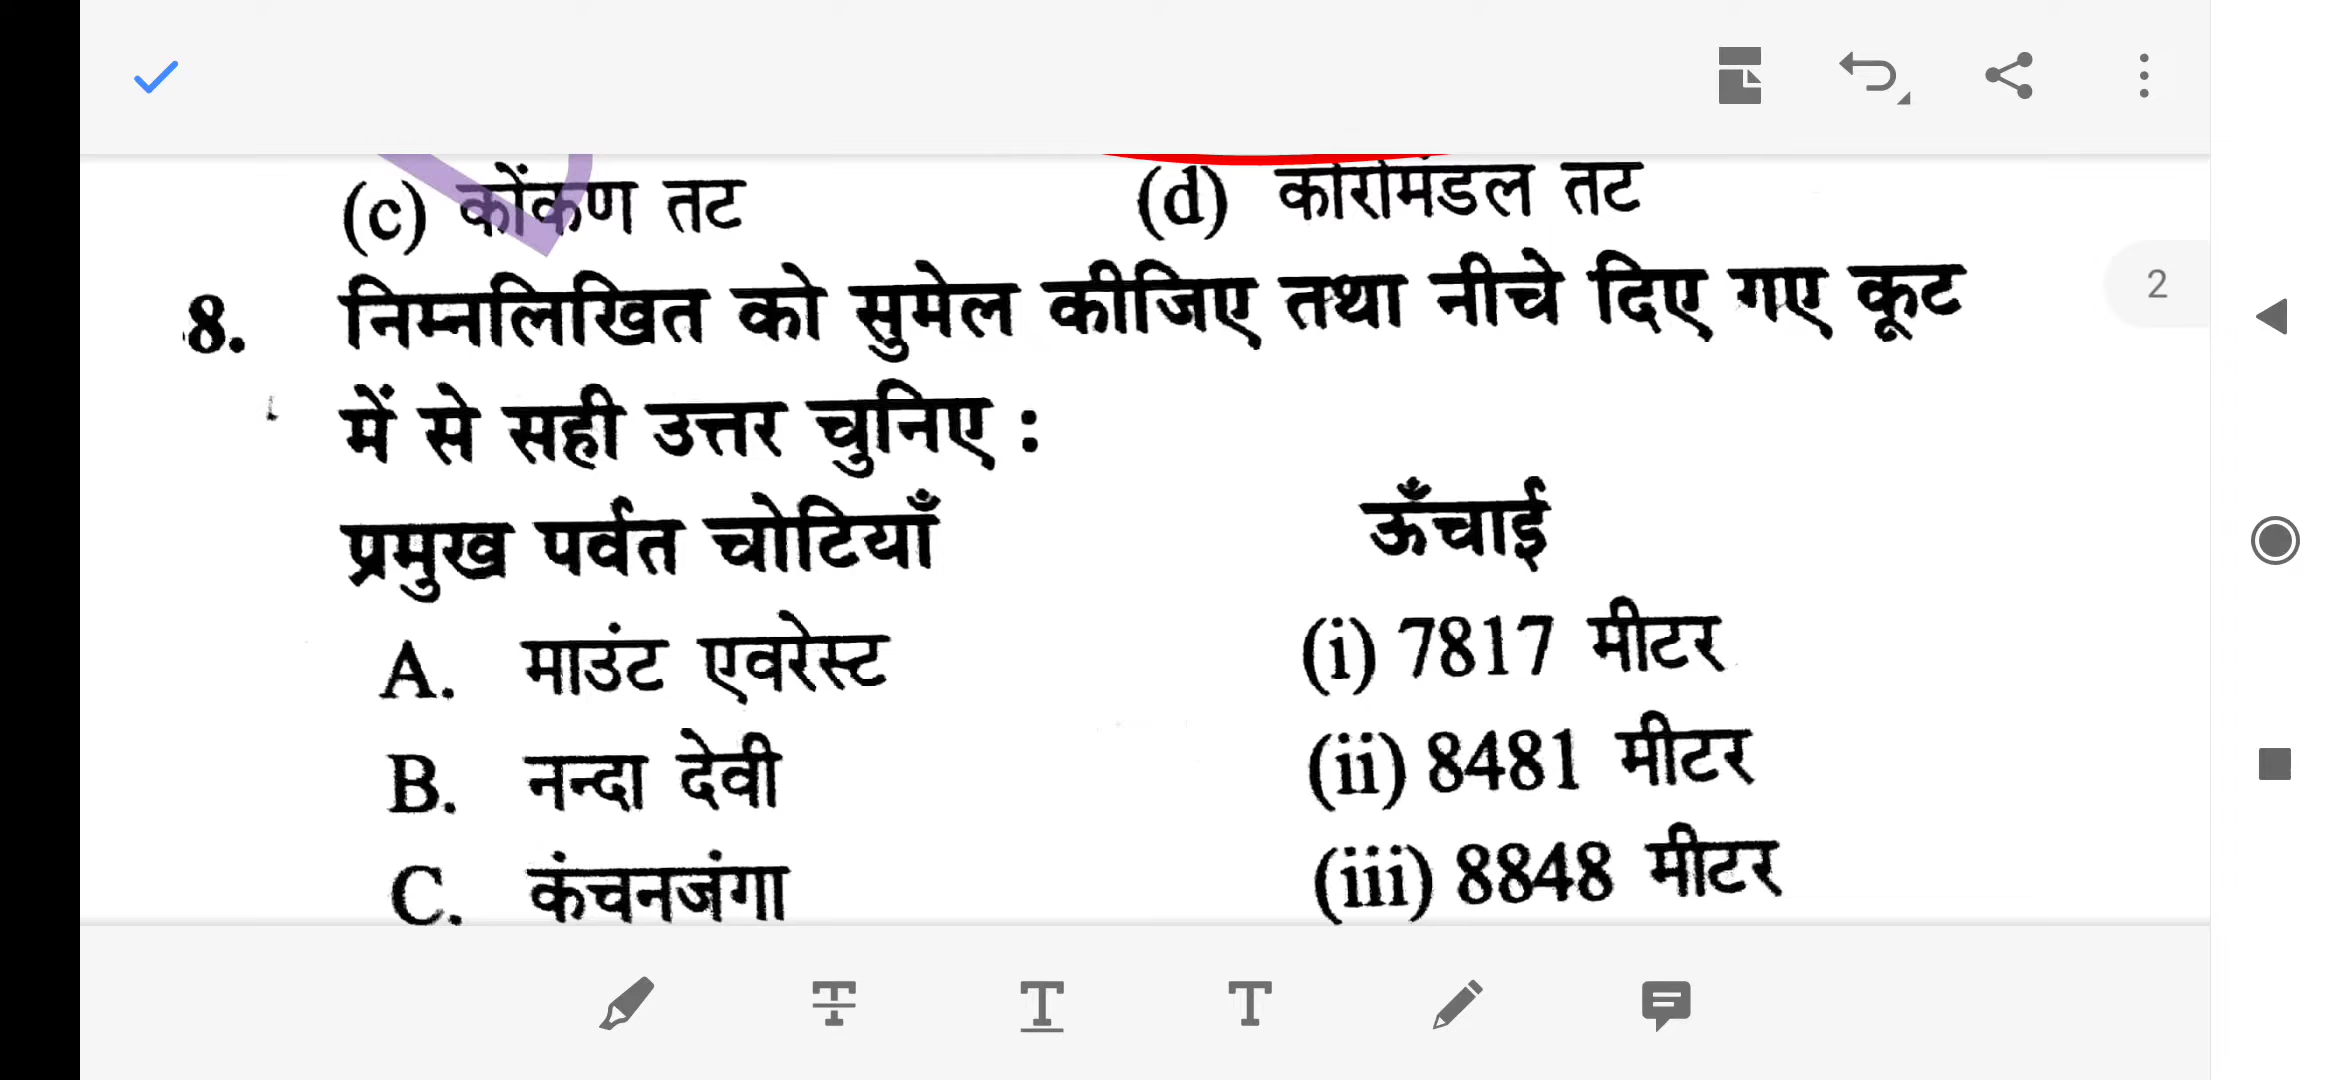 (c) कोंकण तट (d) कोरोमंडल तट
8. निम्नलिखित को सुमेल कीजिए तथा नीचे दिए गए कूट
में से सही उत्तर चुनिए :
प्रमुख पर्वत चोटियाँ ऊँचाई
A. माउंट एवरेस्ट (i) 7817 मीटर
B. नन्दा देवी (ii) 8481 मीटर
C. कंचनजंगा (iii) 8848 मीटर
2